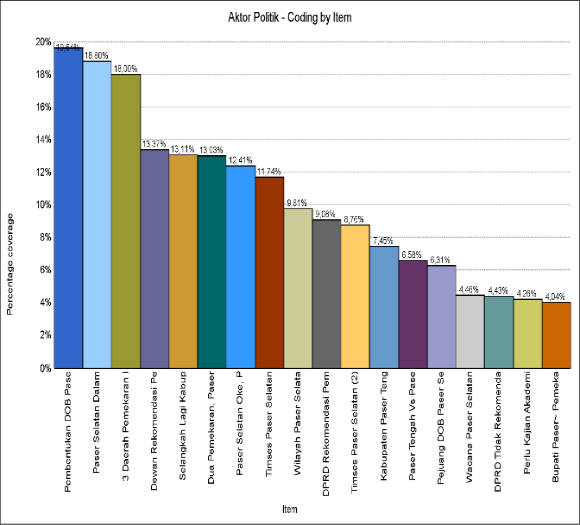 Aktor Politik - Coding by Item
Percentage coverage
20%
18%
16%
14%
12%
10%
8%
6%
4%
2%
0%
19,64%
18,80%
18,00%
13,37%
13,11%
13,03%
12,41%
11,74%
9,81%
9,08%
8,76%
7,45%
6,58%
6,31%
4,46%
4,43%
4,26%
4,04%
Pembentukan DOB Pase
Paser Selatan Dalam
3 Daerah Pemekaran I
Dewan Rekomendasi Pe
Selangkah Lagi Kabup
Dua Pemekaran, Paser
Paser Selatan Oke, P
Timses Paser Selatan
Wilayah Paser Selata
DPRD Rekomendasi Pem
Timses Paser Selatan (2)
Kabupaten Paser Teng
Paser Tengah Vs Pase
Pejuang DOB Paser Se
Wacana Paser Selatan
DPRD Tidak Rekomenda
Perlu Kajian Akademi
Bupati Paser~ Pemeka
Item